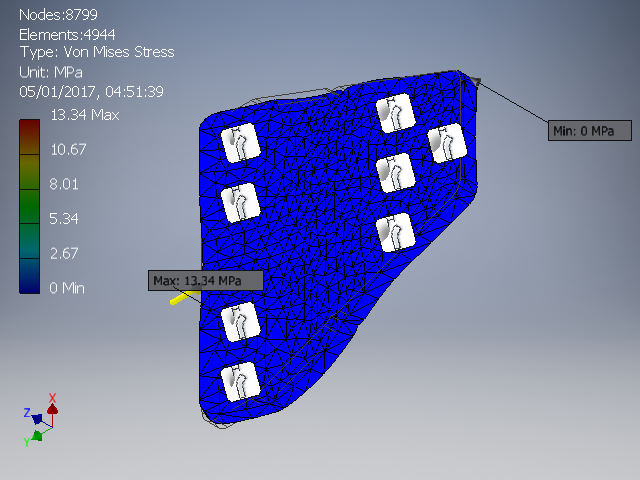 Nodes:8799
Elements:4944
Type: Von Mises Stress
Unit: MPa
05/01/2017, 04:51:39
13.34 Max
10.67
8.01
5.34
2.67
0 Min
Min: 0 MPa
Max: 13.34 MPa
X
Z
Y